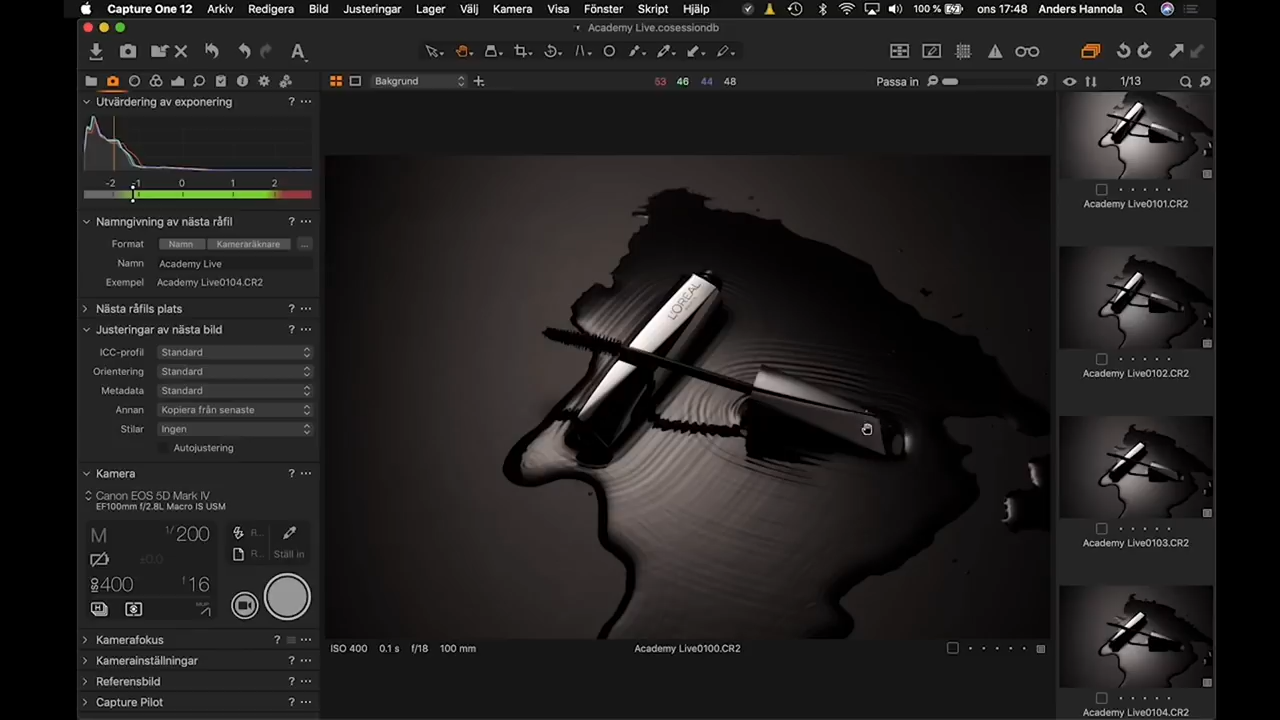 Capture One 12 Arkiv Redigera Bild Justeringar Lager Välj Kamera Visa Fönster Skript Hjälp 100 % ons 17:48 Anders Hannola
Academy Live.cosessiondb
Bakgrund 53 46 44 48 Passa in 1/13
Utvärdering av exponering
-2 -1 0 1 2
Namngivning av nästa råfil
Format Namn Kameraräknare ...
Namn Academy Live
Exempel Academy Live0104.CR2
Nästa råfils plats
Justeringar av nästa bild
ICC-profil Standard
Orientering Standard
Metadata Standard
Annan Kopiera från senaste
Stilar Ingen
Autojustering
Kamera
Canon EOS 5D Mark IV
EF100mm f/2.8L Macro IS USM
M 1/200 R...
±0.0 R... Ställ in
ISO 400 f 16
Kamerafokus
Kamerainställningar
Referensbild
Capture Pilot
L'ORÉAL
ISO 400 0.1 s f/18 100 mm Academy Live0100.CR2
Academy Live0101.CR2
Academy Live0102.CR2
Academy Live0103.CR2
Academy Live0104.CR2